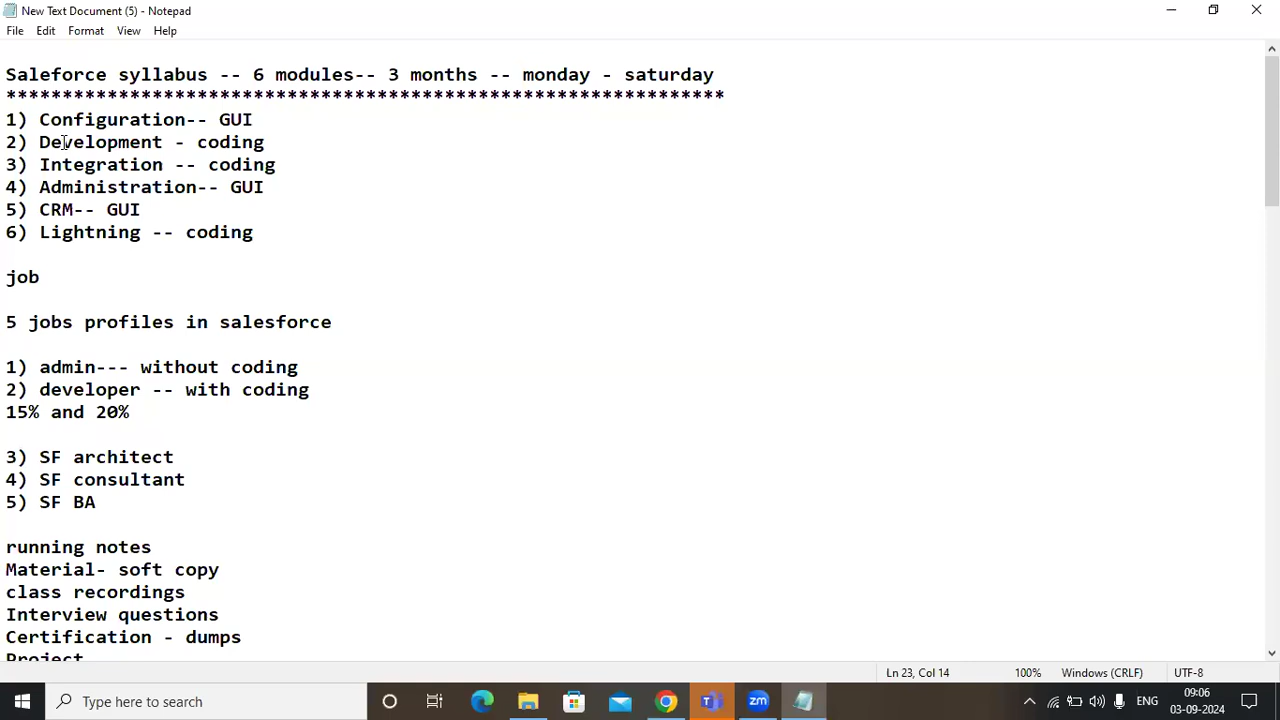 New Text Document (5) - Notepad
File Edit Format View Help
Saleforce syllabus -- 6 modules-- 3 months -- monday - saturday
****************************************************************
1) Configuration-- GUI
2) Development - coding
3) Integration -- coding
4) Administration-- GUI
5) CRM-- GUI
6) Lightning -- coding
job
5 jobs profiles in salesforce
1) admin--- without coding
2) developer -- with coding
15% and 20%
3) SF architect
4) SF consultant
5) SF BA
running notes
Material- soft copy
class recordings
Interview questions
Certification - dumps
Project
Ln 23, Col 14 100% Windows (CRLF) UTF-8
Type here to search
zm
ENG
09:06
03-09-2024